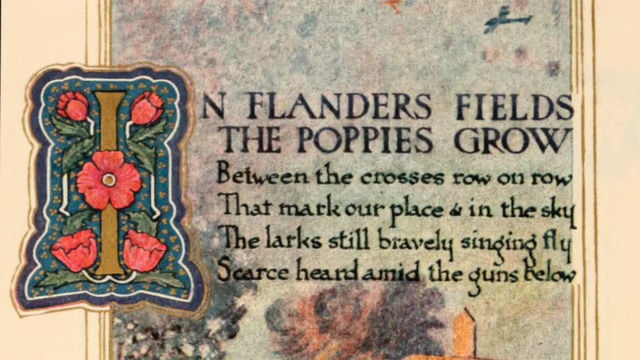 IN FLANDERS FIELDS
THE POPPIES GROW
Between the crosses row on row
That mark our place & in the sky
The larks still bravely singing fly
Scarce heard amid the guns below